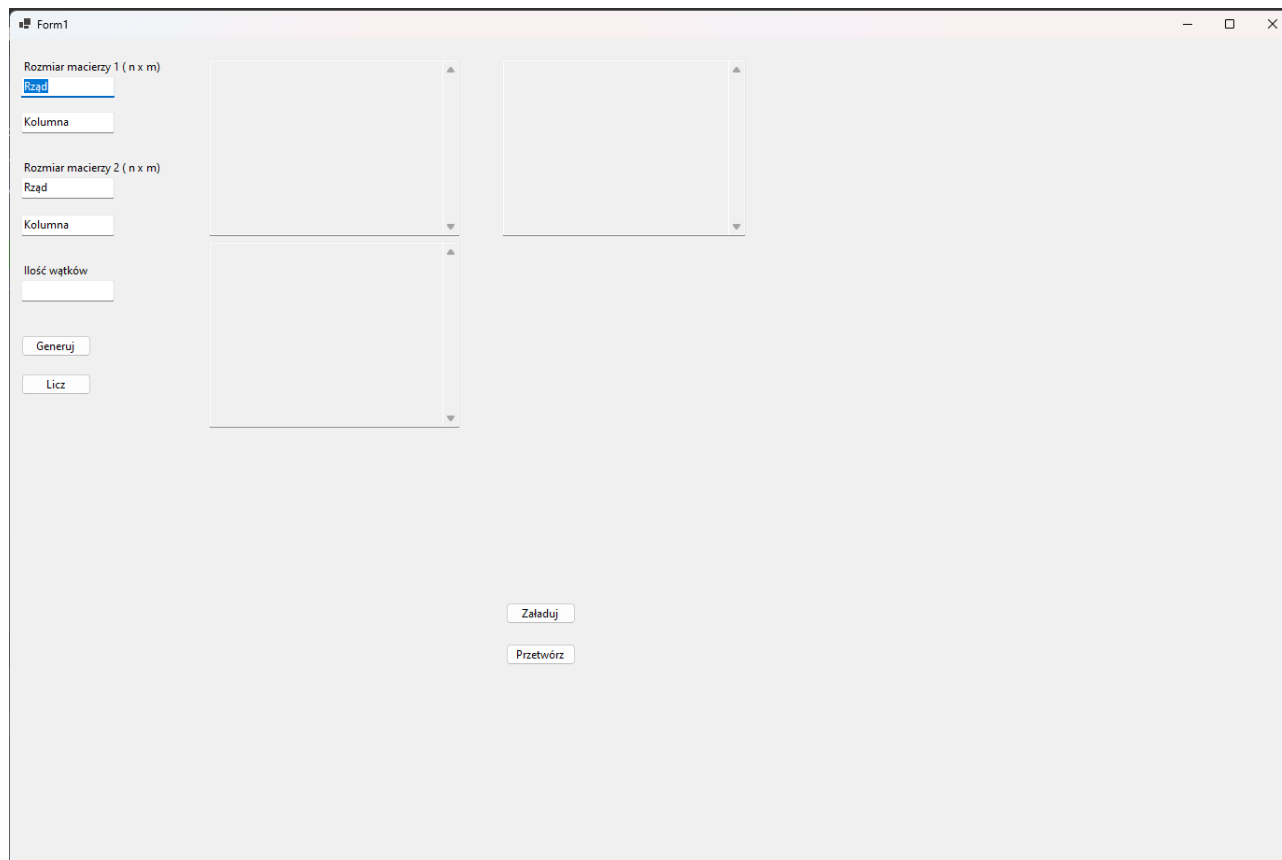 Form1
Rozmiar macierzy 1 ( n x m)
Rząd
Kolumna
Rozmiar macierzy 2 ( n x m)
Rząd
Kolumna
Ilość wątków
Generuj
Licz
Załaduj
Przetwórz